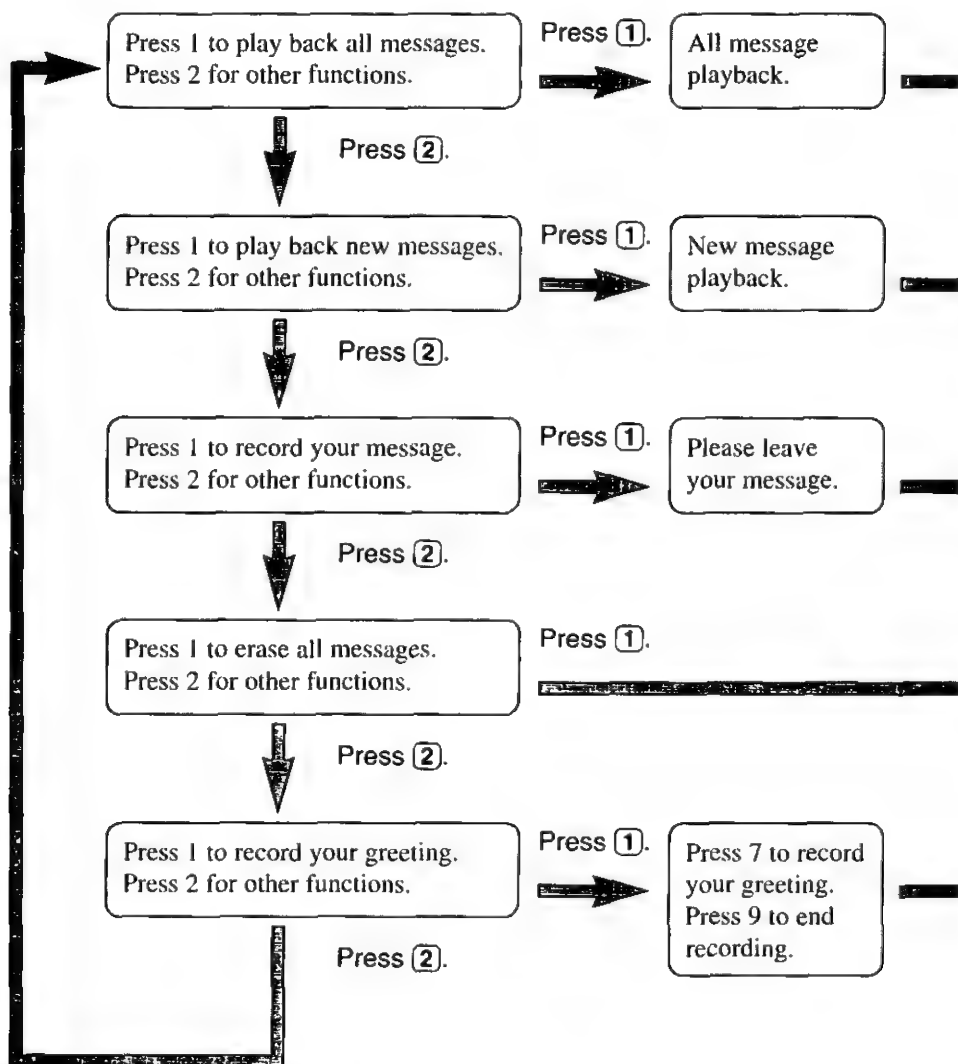 Press 1 to play back all messages.
Press 2 for other functions.
Press 1.
All message
playback.
Press 2.
Press 1 to play back new messages.
Press 2 for other functions.
Press 1.
New message
playback.
Press 2.
Press 1 to record your message.
Press 2 for other functions.
Press 1.
Please leave
your message.
Press 2.
Press 1 to erase all messages.
Press 2 for other functions.
Press 1.
Press 2.
Press 1 to record your greeting.
Press 2 for other functions.
Press 1.
Press 7 to record
your greeting.
Press 9 to end
recording.
Press 2.